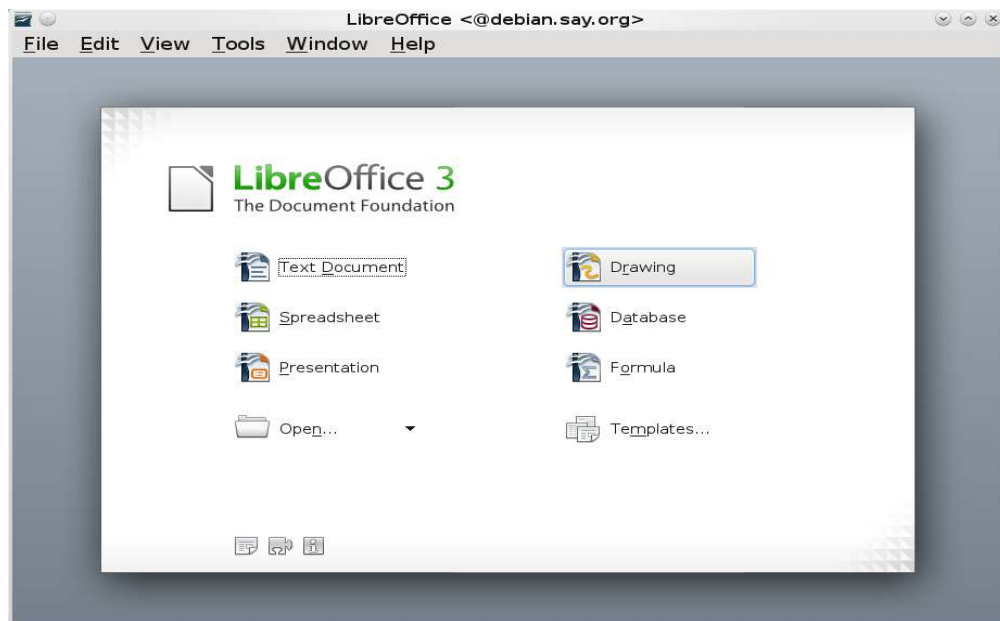 LibreOffice <@debian.say.org>
File Edit View Tools Window Help
LibreOffice 3
The Document Foundation
Text Document
Drawing
Spreadsheet
Database
Presentation
Formula
Open...
Templates...